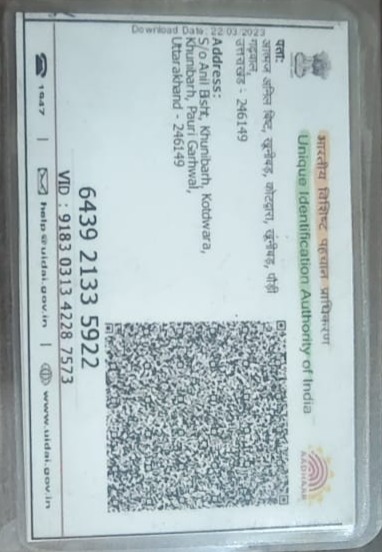 Download Date: 22/03/2023
भारतीय विशिष्ट पहचान प्राधिकरण
Unique Identification Authority of India
AADHAAR
पता:
आत्मज अनिल बिष्ट, खूनीबड़, कोटद्वारा, खूंनीबड़, पौड़ी
गढ़वाल,
उत्तराखंड - 246149
Address:
S/o Anil Bisht, Khunibarh, Kotdwara,
Khunibarh, Pauri Garhwal,
Uttarakhand - 246149
6439 2133 5922
VID : 9183 0313 4228 7573
1947 | help@uidai.gov.in | www.uidai.gov.in